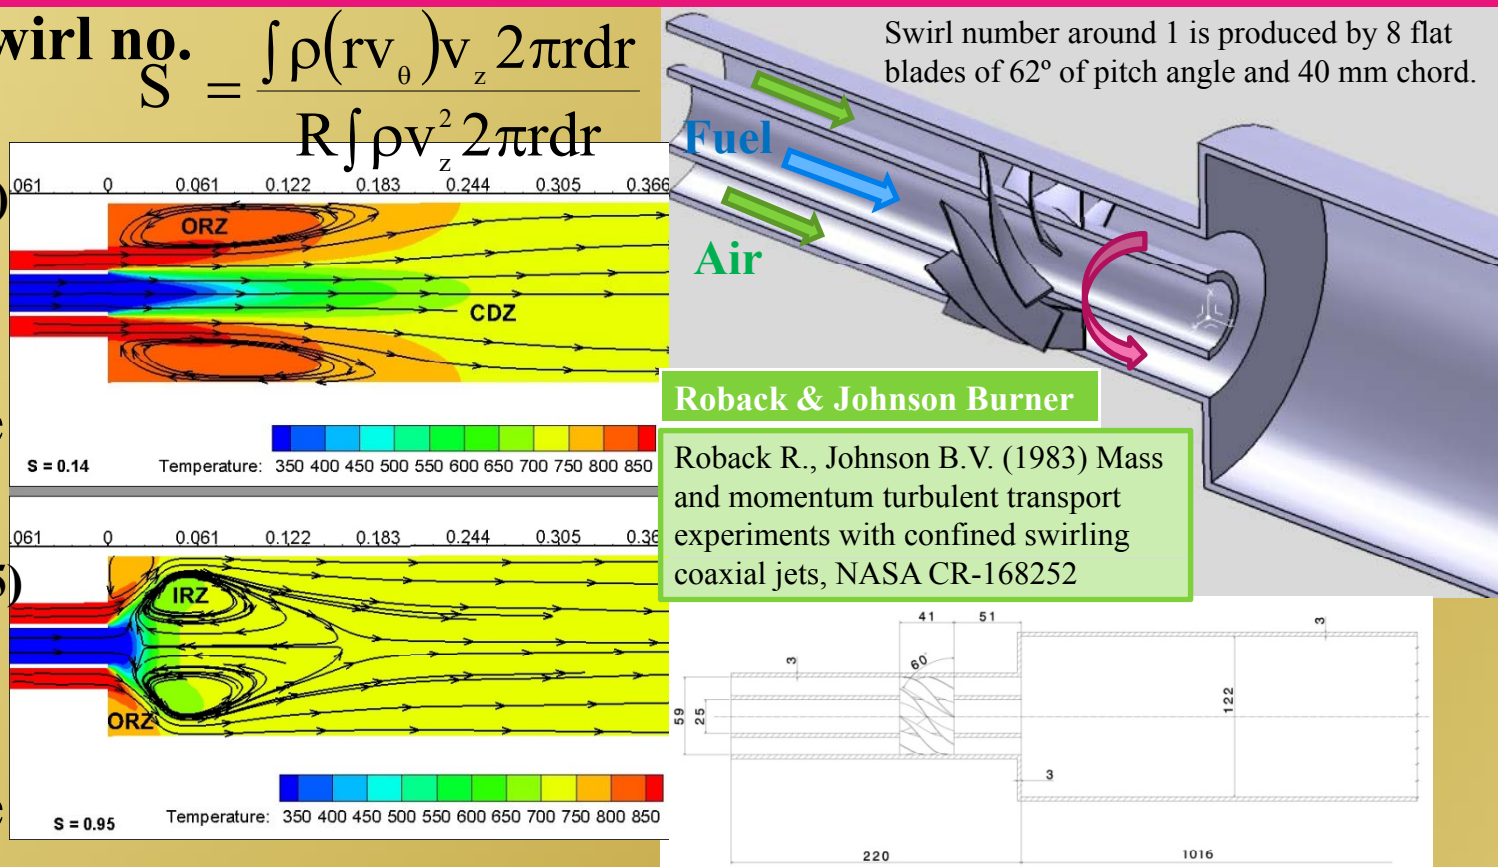 wirl no.
S = ∫ρ(rv_θ)v_z 2πrdr / R∫ρv_z^2 2πrdr
Swirl number around 1 is produced by 8 flat
blades of 62º of pitch angle and 40 mm chord.
Fuel
Air
.061 0 0.061 0.122 0.183 0.244 0.305 0.366
)
ORZ
CDZ
e
S = 0.14 Temperature: 350 400 450 500 550 600 650 700 750 800 850
Roback & Johnson Burner
Roback R., Johnson B.V. (1983) Mass
and momentum turbulent transport
experiments with confined swirling
coaxial jets, NASA CR-168252
.061 0 0.061 0.122 0.183 0.244 0.305 0.36
5)
IRZ
ORZ
e
S = 0.95 Temperature: 350 400 450 500 550 600 650 700 750 800 850
41 51
3
3
60°
59
25
122
3
220
1016